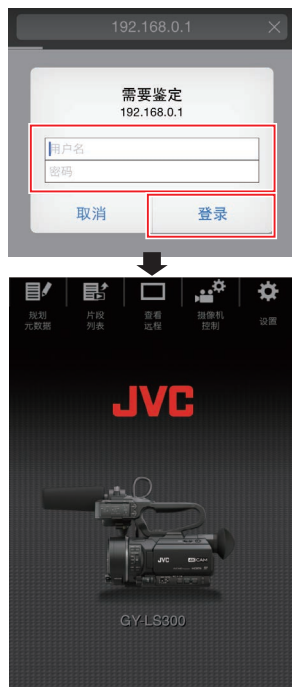 192.168.0.1
需要鉴定
192.168.0.1
用户名
密码
取消
登录
规划
元数据
片段
列表
查看
远程
摄像机
控制
设置
JVC
JVC
4KCAM
GY-LS300